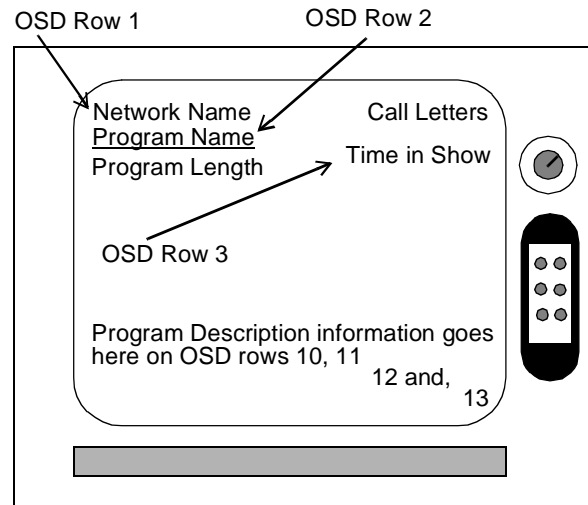 OSD Row 1
OSD Row 2
Network Name
Call Letters
Program Name
Program Length
Time in Show
OSD Row 3
Program Description information goes
here on OSD rows 10, 11
12 and,
13